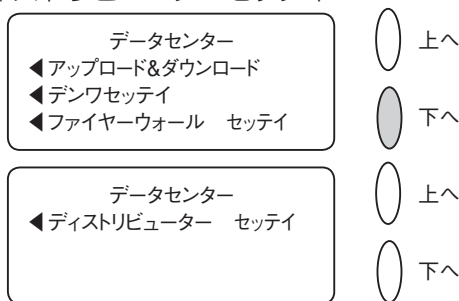 データセンター
◀アップロード&ダウンロード
◀デンワセッテイ
◀ファイヤーウォール　セッテイ
上へ
下へ
データセンター
◀ディストリビューター　セッテイ
上へ
下へ